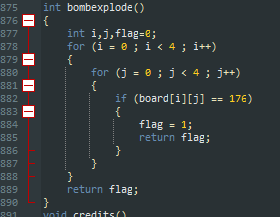 875 int bombexplode()
876 {
877 int i,j,flag=0;
878 for (i = 0 ; i < 4 ; i++)
879 {
880 for (j = 0 ; j < 4 ; j++)
881 {
882 if (board[i][j] == 176)
883 {
884 flag = 1;
885 return flag;
886 }
887 }
888 }
889 return flag;
890 }
891 void credits()